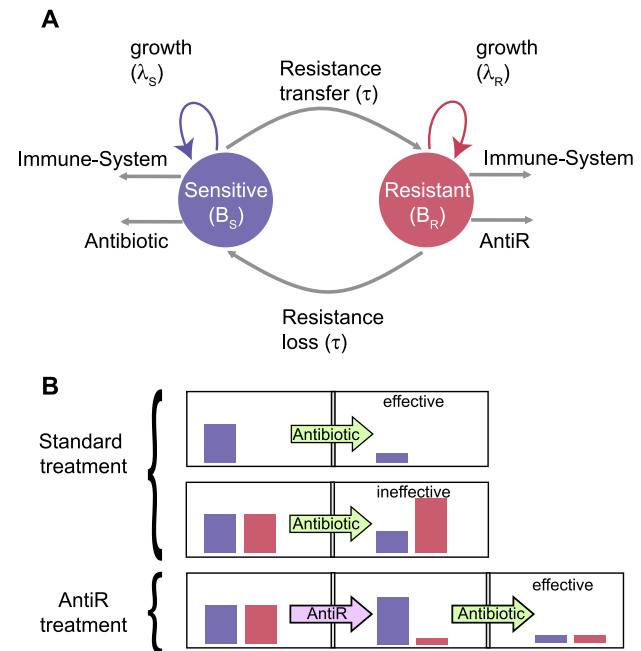 A
growth
(λS)
Resistance
transfer (τ)
growth
(λR)
Immune-System
Sensitive
(BS)
Antibiotic
Resistant
(BR)
Immune-System
AntiR
Resistance
loss (τ)
B
Standard
treatment
Antibiotic
effective
Antibiotic
ineffective
AntiR
treatment
AntiR
Antibiotic
effective